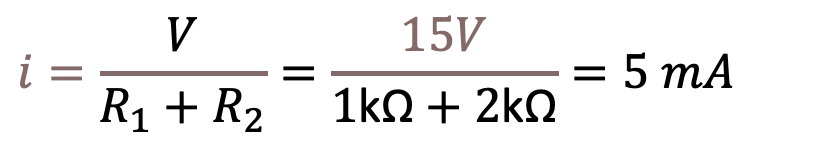 i = V / (R₁ + R₂) = 15V / (1kΩ + 2kΩ) = 5 mA